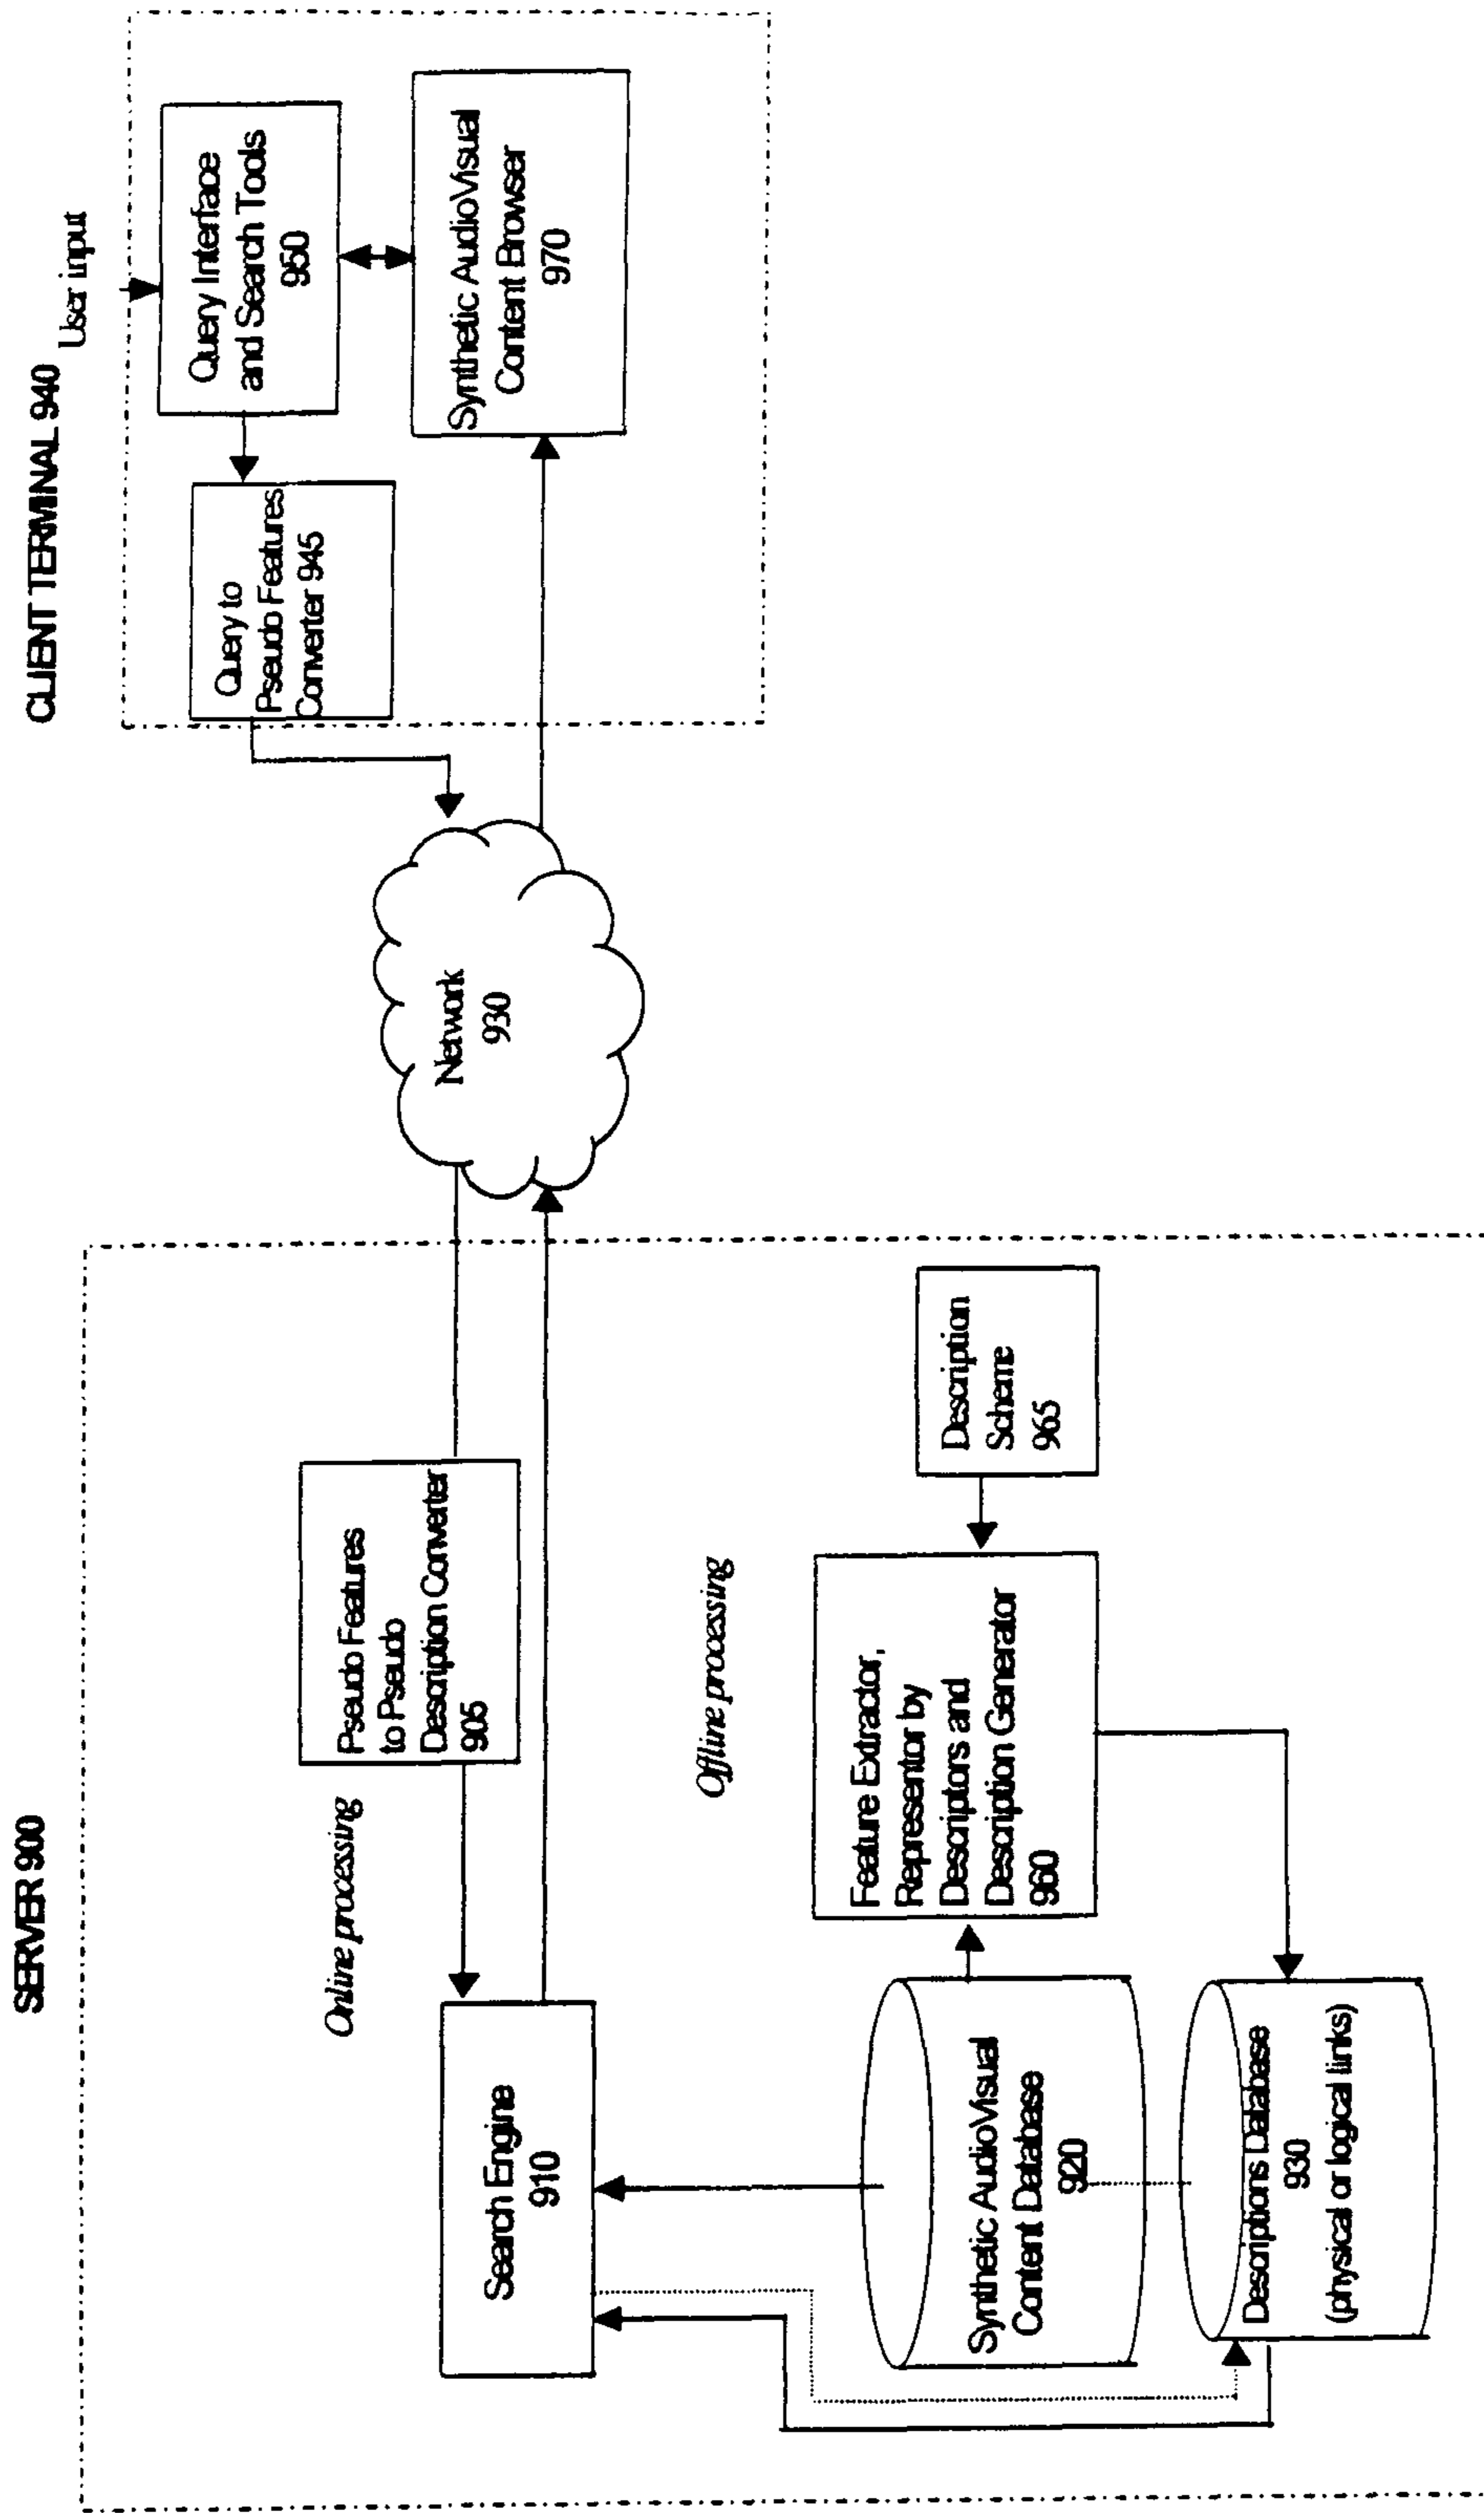 SERVER 900
CLIENT TERMINAL 940
User input
Online processing
Search Engine
910
Pseudo Features
to Pseudo
Description Converter
905
Network
930
Query to
Pseudo Features
Converter 945
Query Interface
and Search Tools
950
Synthetic AudioVisual
Content Browser
970
Offline processing
Synthetic AudioVisual
Content Database
920
Feature Extractor,
Representor by
Descriptors and
Description Generator
960
Description
Scheme
965
Descriptions Database
930
(physical or logical links)